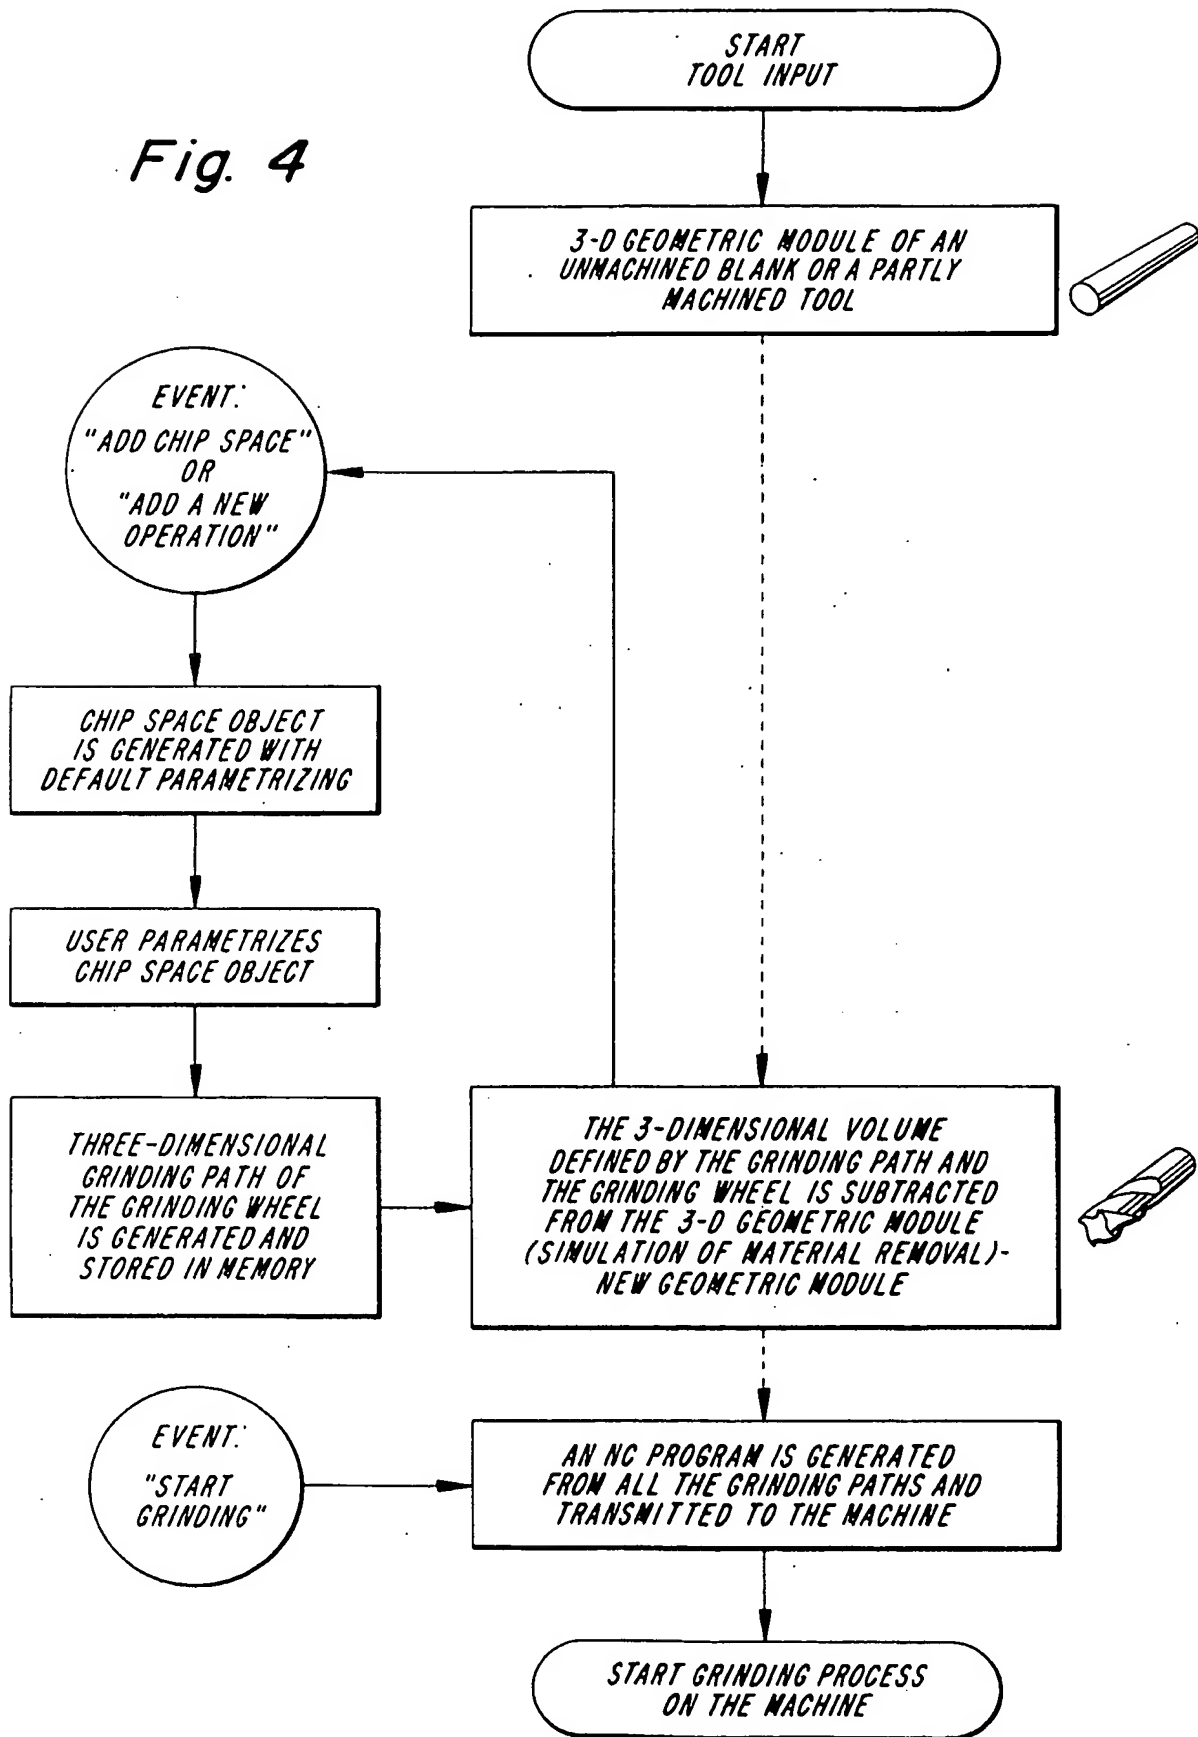 START
TOOL INPUT
Fig. 4
3-D GEOMETRIC MODULE OF AN
UNMACHINED BLANK OR A PARTLY
MACHINED TOOL
EVENT:
"ADD CHIP SPACE"
OR
"ADD A NEW
OPERATION"
CHIP SPACE OBJECT
IS GENERATED WITH
DEFAULT PARAMETRIZING
USER PARAMETRIZES
CHIP SPACE OBJECT
THREE-DIMENSIONAL
GRINDING PATH OF
THE GRINDING WHEEL
IS GENERATED AND
STORED IN MEMORY
THE 3-DIMENSIONAL VOLUME
DEFINED BY THE GRINDING PATH AND
THE GRINDING WHEEL IS SUBTRACTED
FROM THE 3-D GEOMETRIC MODULE
(SIMULATION OF MATERIAL REMOVAL)-
NEW GEOMETRIC MODULE
EVENT:
"START
GRINDING"
AN NC PROGRAM IS GENERATED
FROM ALL THE GRINDING PATHS AND
TRANSMITTED TO THE MACHINE
START GRINDING PROCESS
ON THE MACHINE